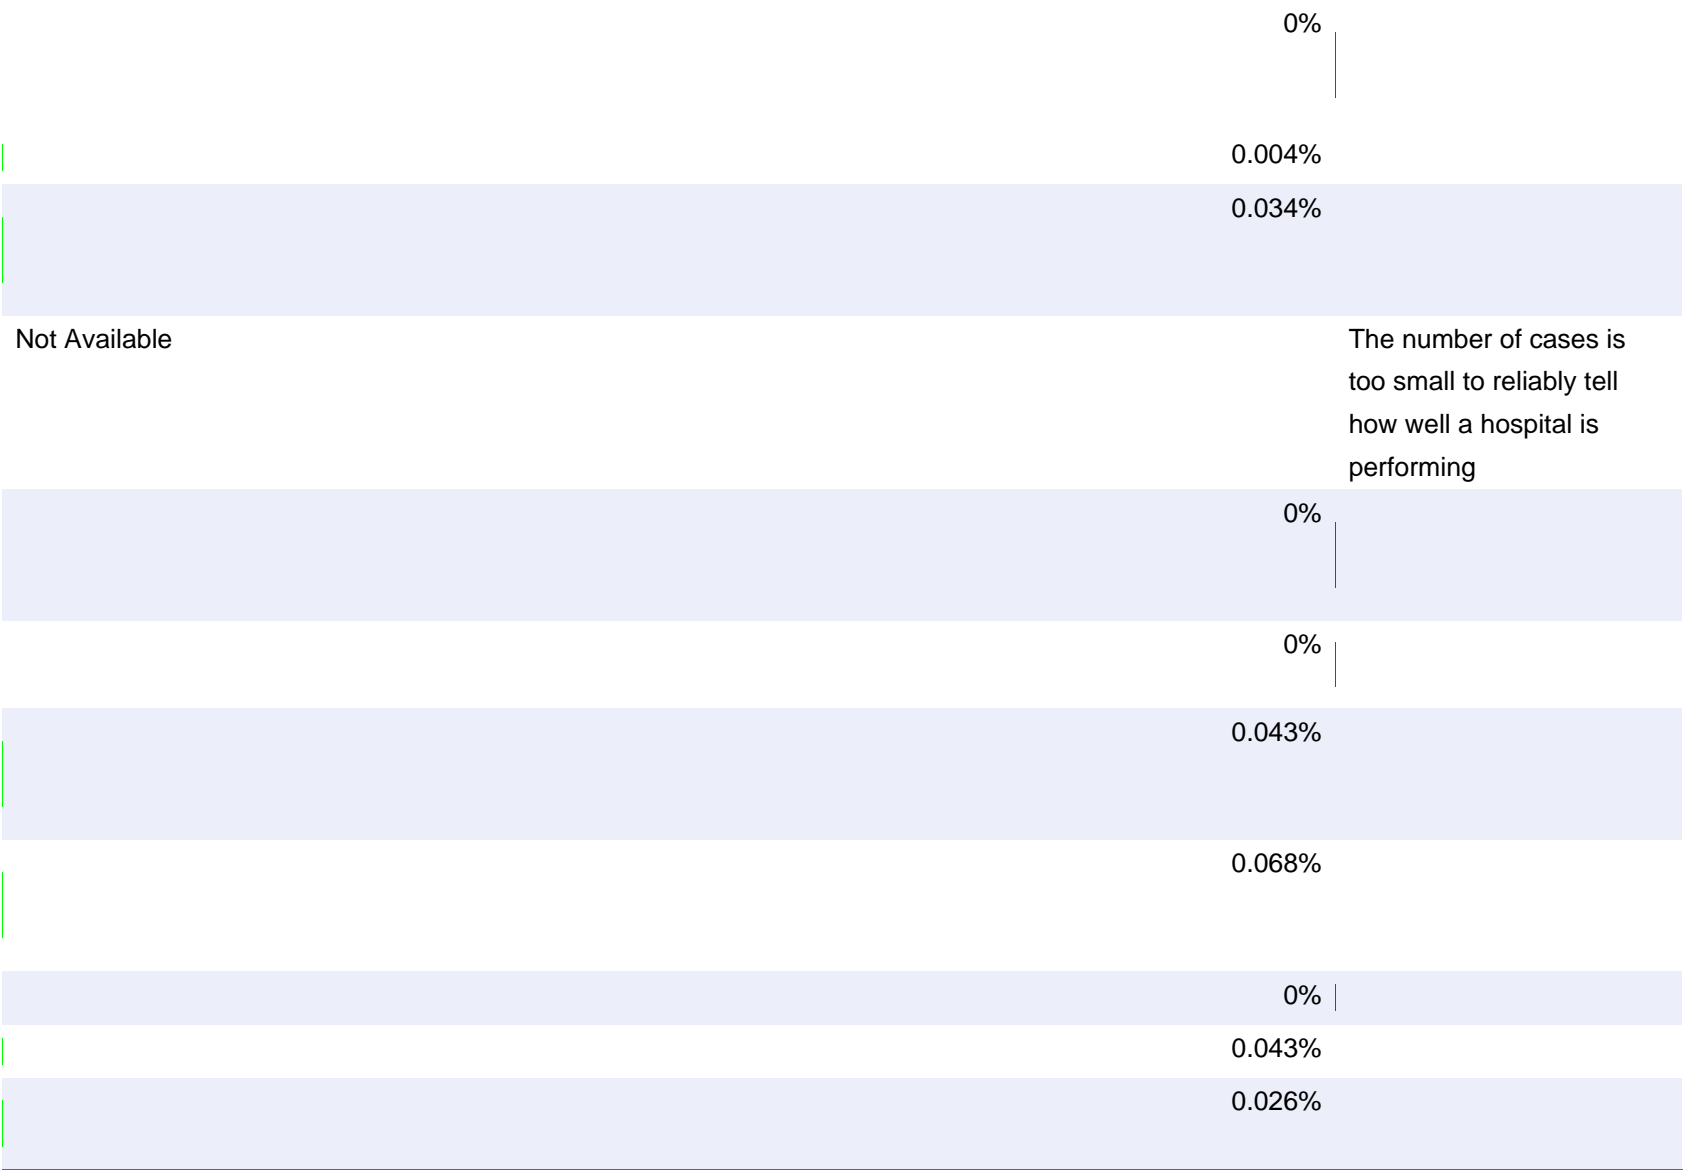 0%
0.004%
0.034%
Not Available
The number of cases is
too small to reliably tell
how well a hospital is
performing
0%
0%
0.043%
0.068%
0%
0.043%
0.026%